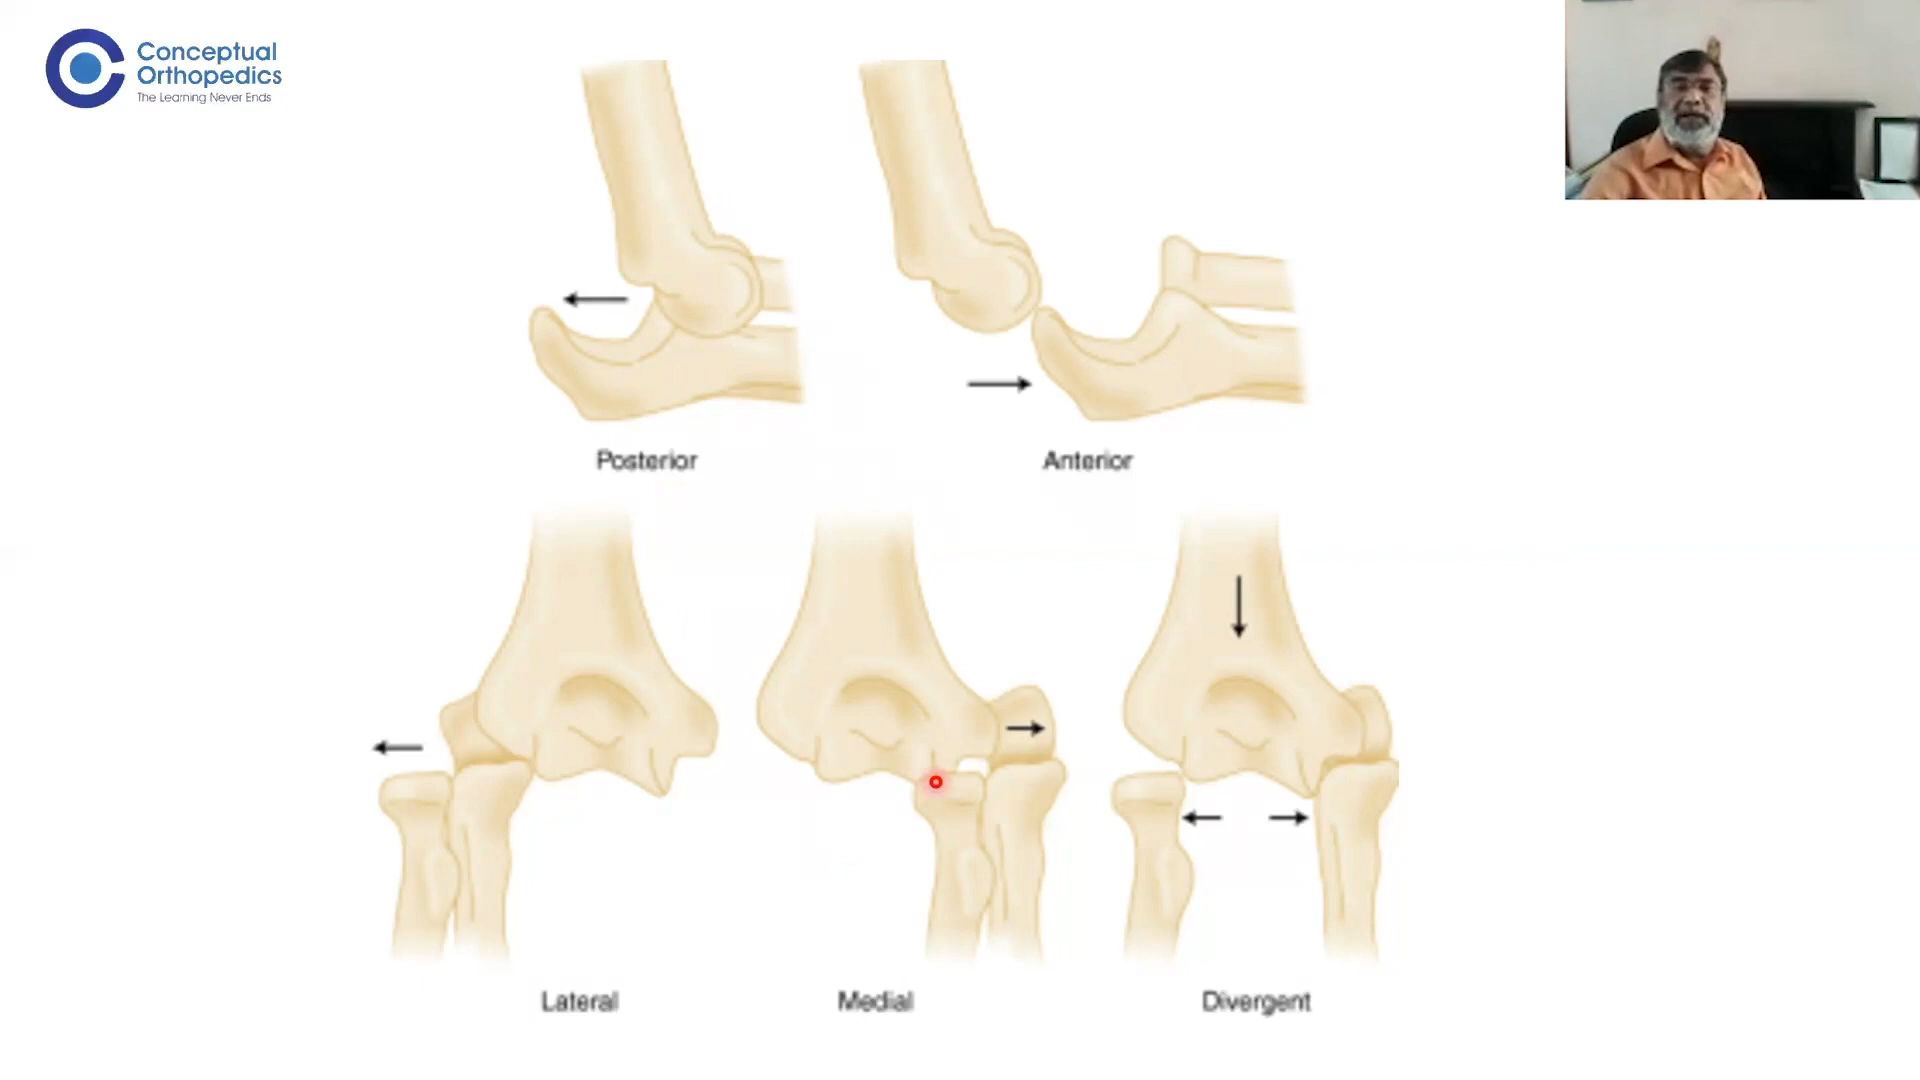 Conceptual
Orthopedics
The Learning Never Ends
Posterior
Anterior
Lateral
Medial
Divergent